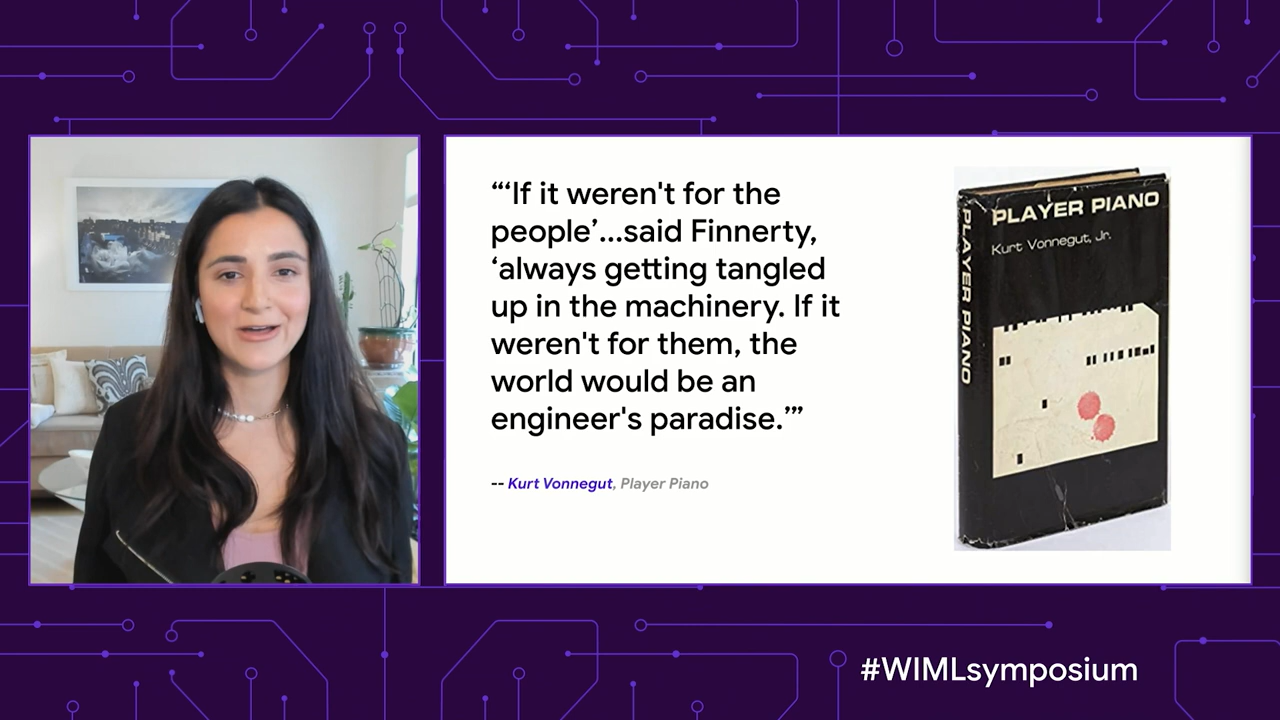 “‘If it weren't for the
people’...said Finnerty,
‘always getting tangled
up in the machinery. If it
weren't for them, the
world would be an
engineer's paradise.’”
-- Kurt Vonnegut, Player Piano
PLAYER PIANO
Kurt Vonnegut, Jr.
PLAYER PIANO
#WIMLsymposium